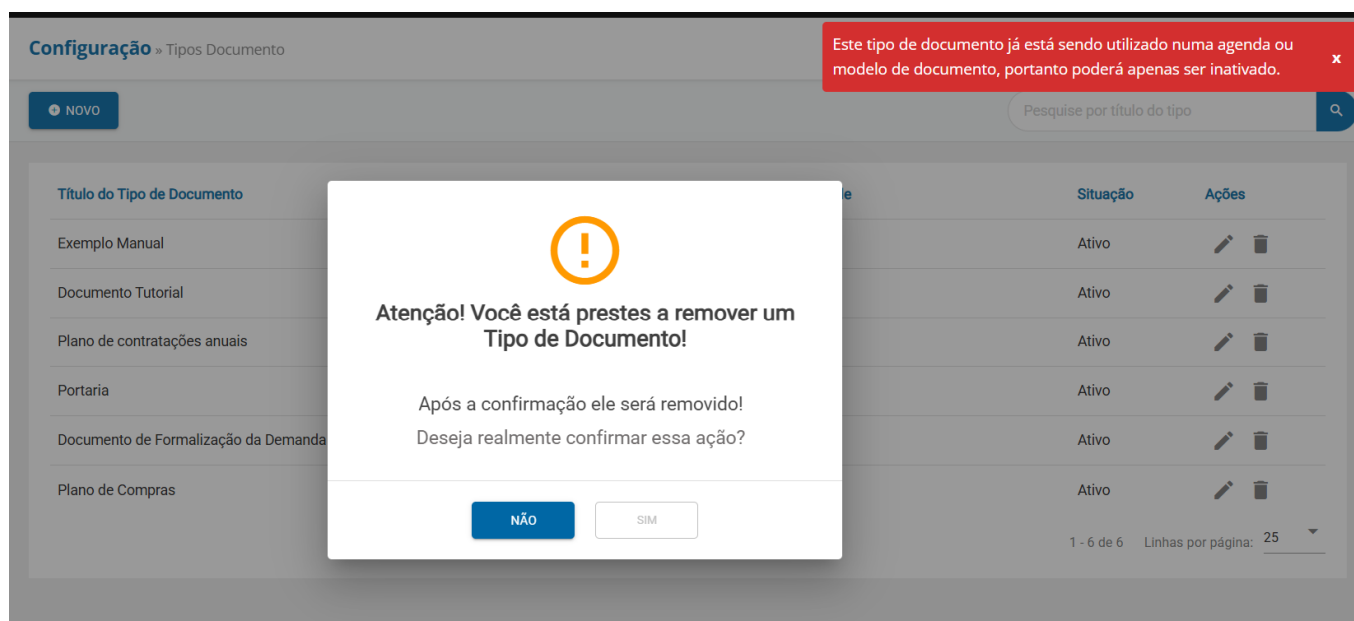 Configuração » Tipos Documento
Este tipo de documento já está sendo utilizado numa agenda ou
modelo de documento, portanto poderá apenas ser inativado.
x
NOVO
Pesquise por título do tipo
Título do Tipo de Documento
Situação
Ações
Exemplo Manual
Ativo
Documento Tutorial
Ativo
Plano de contratações anuais
Ativo
Portaria
Ativo
Documento de Formalização da Demanda
Ativo
Plano de Compras
Ativo
1 - 6 de 6 Linhas por página: 25
Atenção! Você está prestes a remover um
Tipo de Documento!
Após a confirmação ele será removido!
Deseja realmente confirmar essa ação?
NÃO
SIM